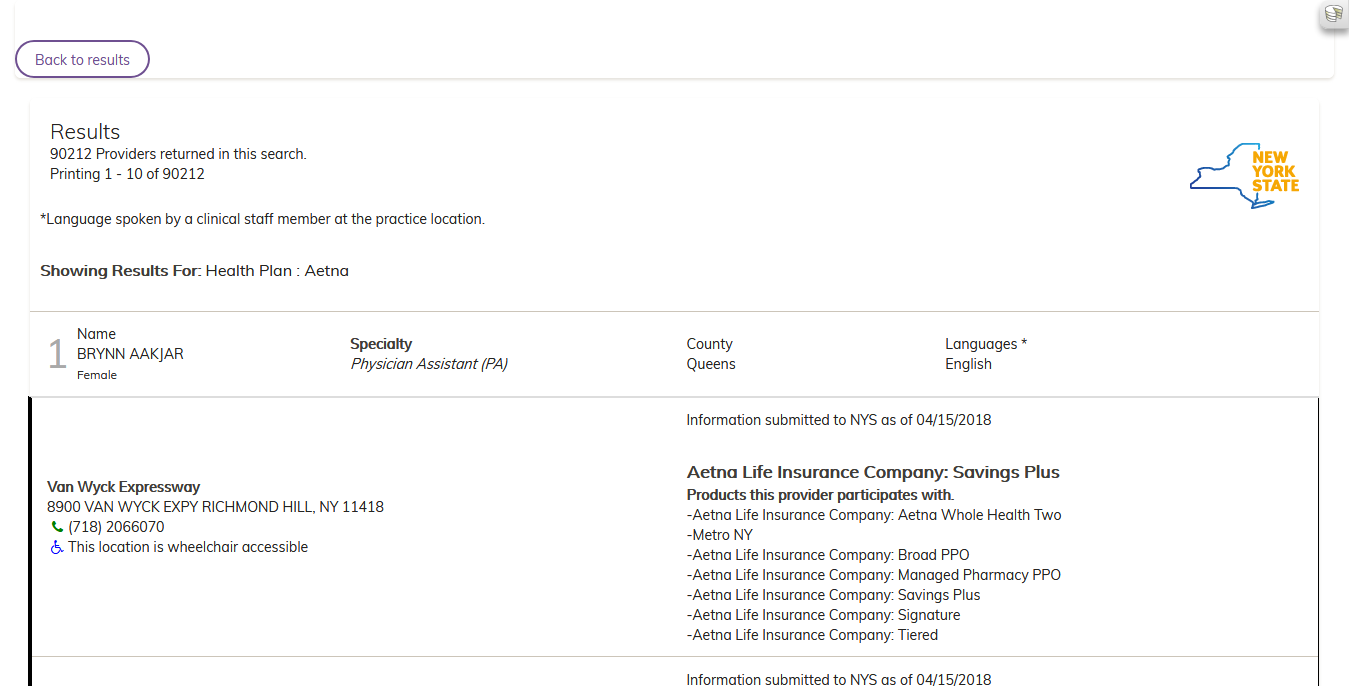 Back to results
Results
90212 Providers returned in this search.
Printing 1 - 10 of 90212
NEW
YORK
STATE
*Language spoken by a clinical staff member at the practice location.
Showing Results For: Health Plan : Aetna
1
Name
BRYNN AAKJAR
Female
Specialty
Physician Assistant (PA)
County
Queens
Languages *
English
Van Wyck Expressway
8900 VAN WYCK EXPY RICHMOND HILL, NY 11418
(718) 2066070
This location is wheelchair accessible
Information submitted to NYS as of 04/15/2018
Aetna Life Insurance Company: Savings Plus
Products this provider participates with.
-Aetna Life Insurance Company: Aetna Whole Health Two
-Metro NY
-Aetna Life Insurance Company: Broad PPO
-Aetna Life Insurance Company: Managed Pharmacy PPO
-Aetna Life Insurance Company: Savings Plus
-Aetna Life Insurance Company: Signature
-Aetna Life Insurance Company: Tiered
Information submitted to NYS as of 04/15/2018